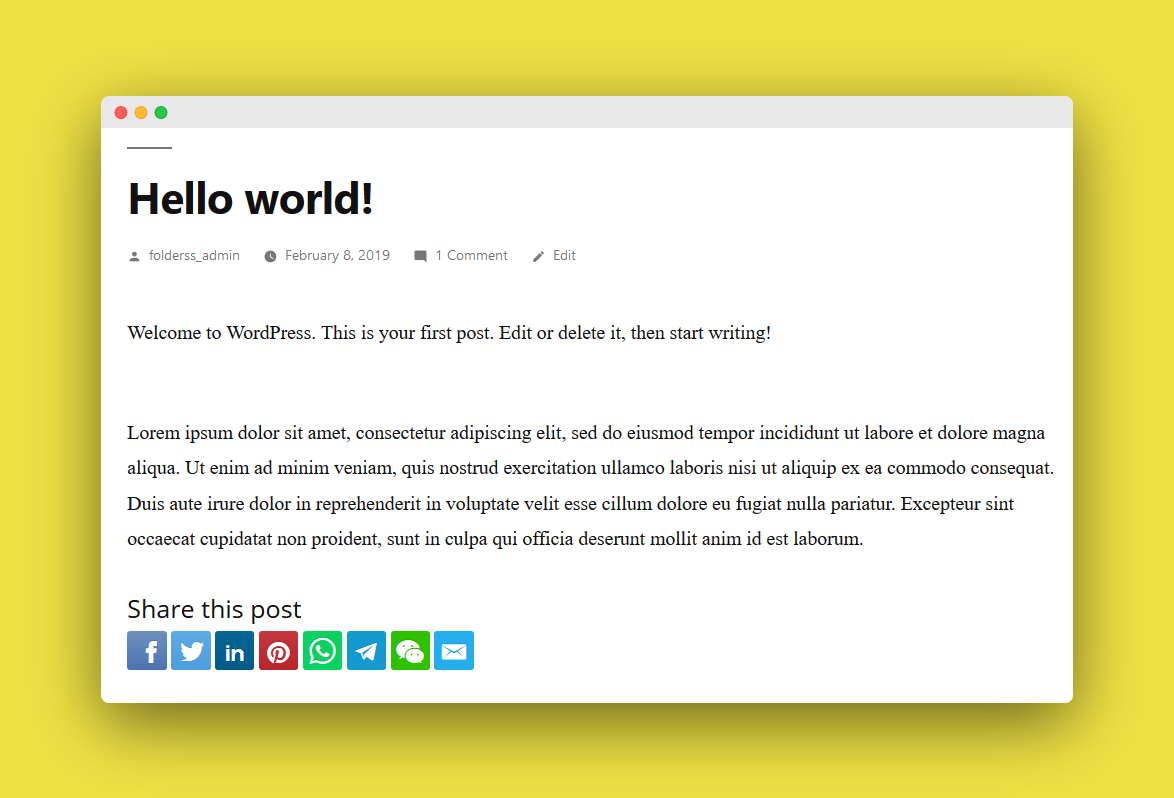 Hello world!
folderss_admin February 8, 2019 1 Comment Edit
Welcome to WordPress. This is your first post. Edit or delete it, then start writing!
Lorem ipsum dolor sit amet, consectetur adipiscing elit, sed do eiusmod tempor incididunt ut labore et dolore magna
aliqua. Ut enim ad minim veniam, quis nostrud exercitation ullamco laboris nisi ut aliquip ex ea commodo consequat.
Duis aute irure dolor in reprehenderit in voluptate velit esse cillum dolore eu fugiat nulla pariatur. Excepteur sint
occaecat cupidatat non proident, sunt in culpa qui officia deserunt mollit anim id est laborum.
Share this post
f in